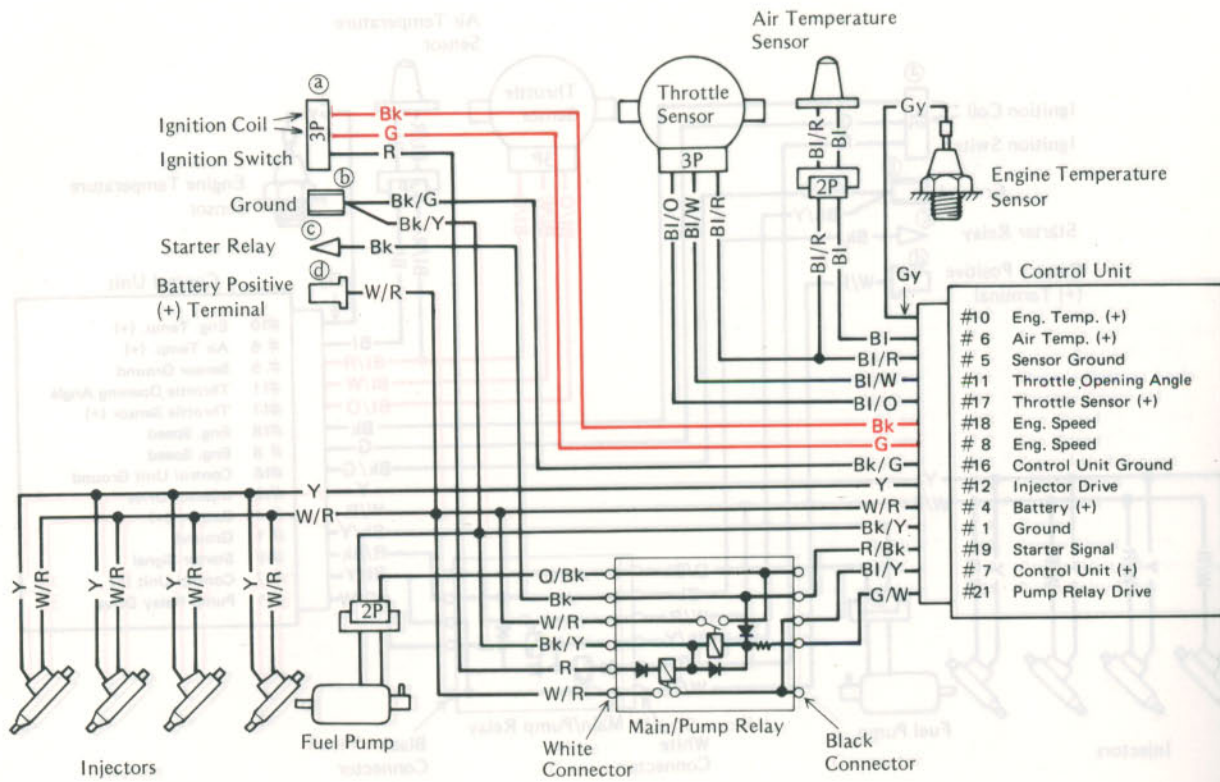 Air Temperature
Sensor
ⓐ
Ignition Coil
3P
Ignition Switch
Bk
G
R
ⓑ
Ground
Bk/G
Bk/Y
ⓒ
Starter Relay
Bk
ⓓ
Battery Positive
(+) Terminal
W/R
Throttle
Sensor
3P
Bl/O
Bl/W
Bl/R
Bl/R
Bl
2P
Bl/R
Bl
Gy
Engine Temperature
Sensor
Gy
Control Unit
#10 Eng. Temp. (+)
Bl # 6 Air Temp. (+)
Bl/R # 5 Sensor Ground
Bl/W #11 Throttle Opening Angle
Bl/O #17 Throttle Sensor (+)
Bk #18 Eng. Speed
G # 8 Eng. Speed
Bk/G #16 Control Unit Ground
Y Y #12 Injector Drive
W/R W/R # 4 Battery (+)
Bk/Y # 1 Ground
R/Bk #19 Starter Signal
Bl/Y # 7 Control Unit (+)
G/W #21 Pump Relay Drive
Y
W/R
Y
W/R
Y
W/R
Y
W/R
Injectors
2P
Fuel Pump
O/Bk
Bk
W/R
Bk/Y
R
W/R
Main/Pump Relay
White
Connector
Black
Connector